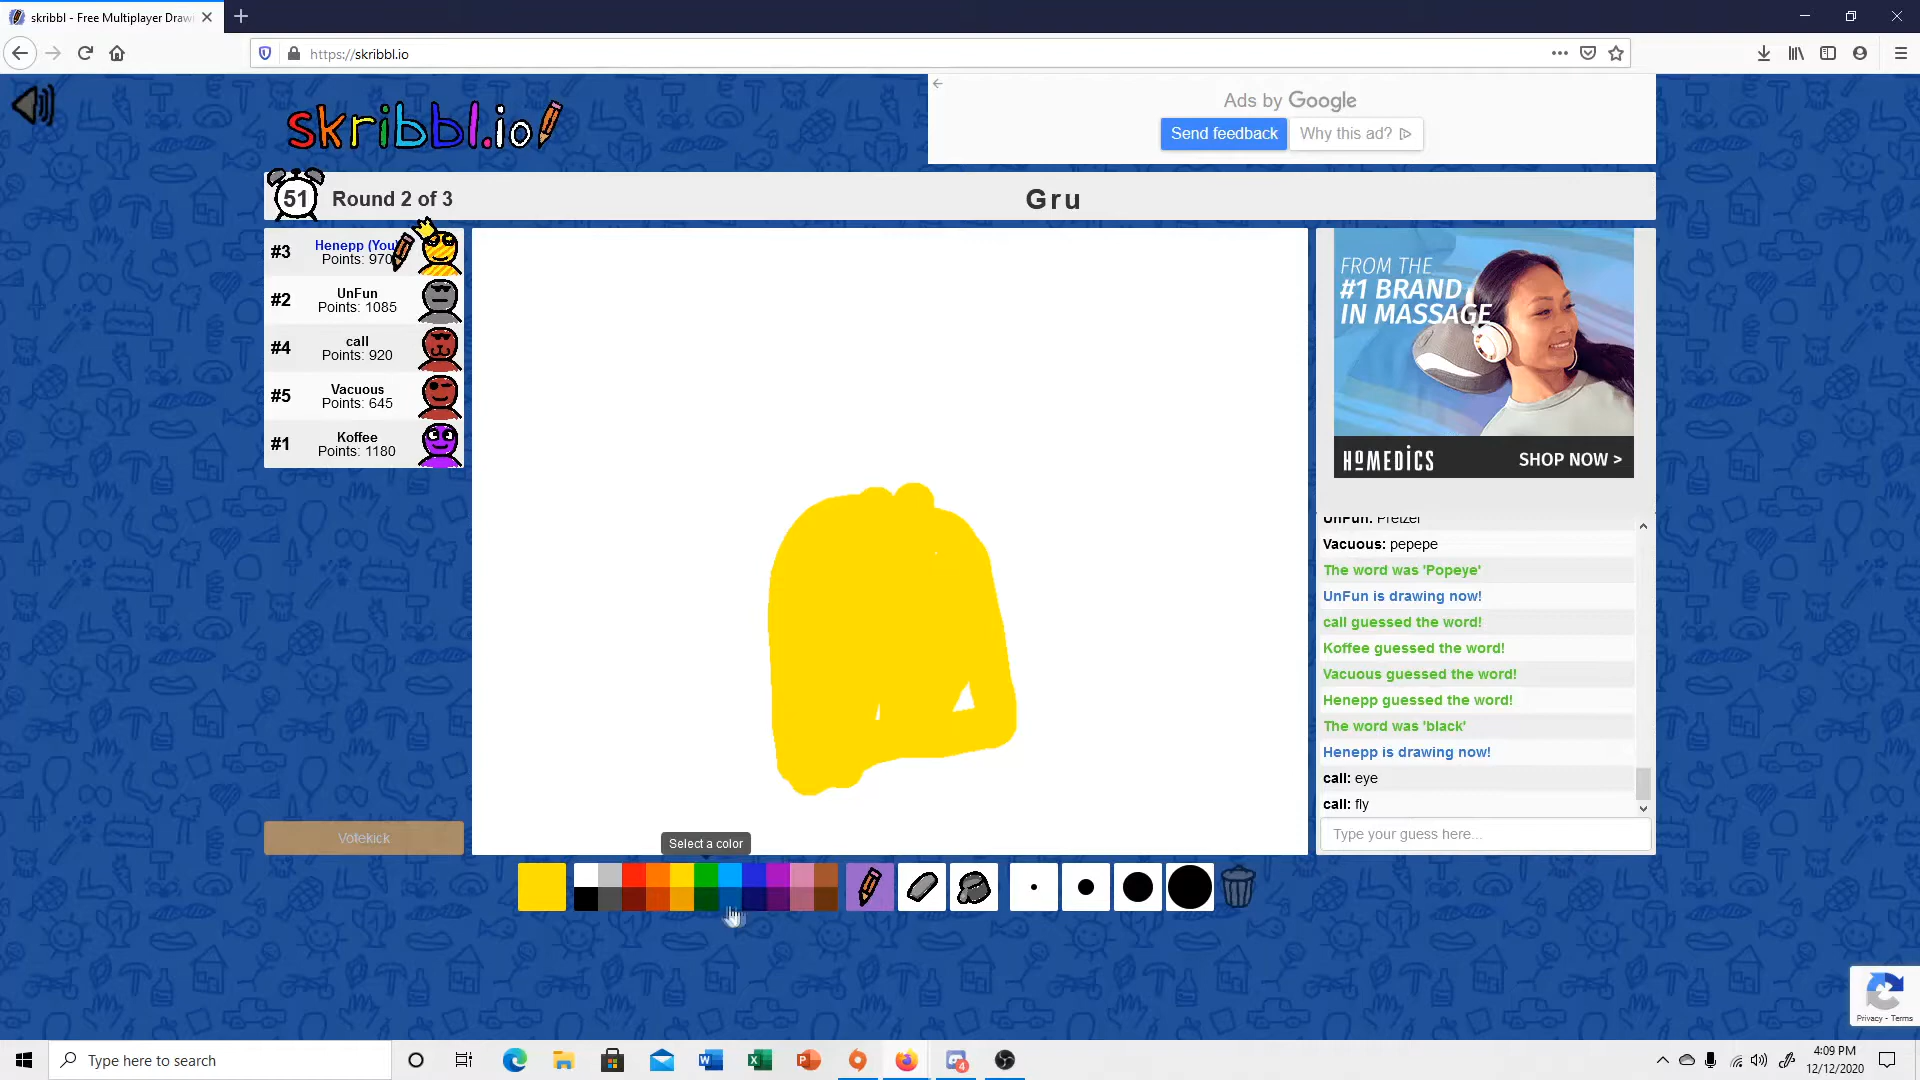 skribbl - Free Multiplayer Drawi
https://skribbl.io
skribbl.io
Ads by Google
Send feedback
Why this ad?
51
Round 2 of 3
Gru
#3
Henepp (You)
Points: 970
#2
UnFun
Points: 1085
#4
call
Points: 920
#5
Vacuous
Points: 645
#1
Koffee
Points: 1180
Votekick
Select a color
FROM THE
#1 BRAND
IN MASSAGE
HOMEDICS
SHOP NOW >
UnFun: Pretzel
Vacuous: pepepe
The word was 'Popeye'
UnFun is drawing now!
call guessed the word!
Koffee guessed the word!
Vacuous guessed the word!
Henepp guessed the word!
The word was 'black'
Henepp is drawing now!
call: eye
call: fly
Type your guess here...
Privacy - Terms
Type here to search
W
X
P
4
4:09 PM
12/12/2020